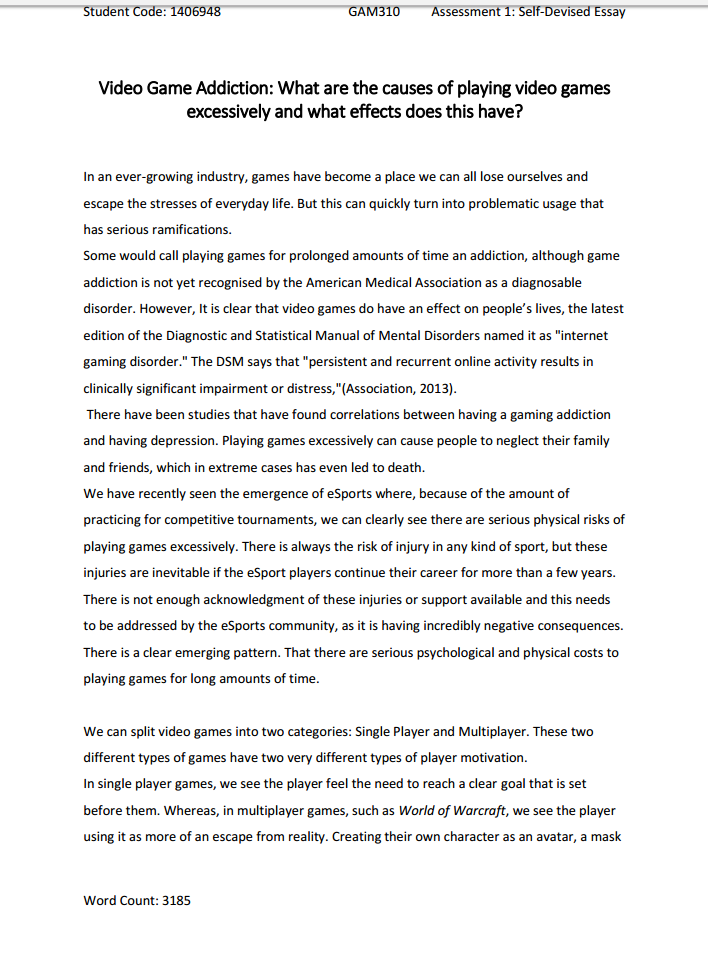 Student Code: 1406948 GAM310 Assessment 1: Self-Devised Essay
Video Game Addiction: What are the causes of playing video games
excessively and what effects does this have?
In an ever-growing industry, games have become a place we can all lose ourselves and
escape the stresses of everyday life. But this can quickly turn into problematic usage that
has serious ramifications.
Some would call playing games for prolonged amounts of time an addiction, although game
addiction is not yet recognised by the American Medical Association as a diagnosable
disorder. However, It is clear that video games do have an effect on people’s lives, the latest
edition of the Diagnostic and Statistical Manual of Mental Disorders named it as "internet
gaming disorder." The DSM says that "persistent and recurrent online activity results in
clinically significant impairment or distress,"(Association, 2013).
There have been studies that have found correlations between having a gaming addiction
and having depression. Playing games excessively can cause people to neglect their family
and friends, which in extreme cases has even led to death.
We have recently seen the emergence of eSports where, because of the amount of
practicing for competitive tournaments, we can clearly see there are serious physical risks of
playing games excessively. There is always the risk of injury in any kind of sport, but these
injuries are inevitable if the eSport players continue their career for more than a few years.
There is not enough acknowledgment of these injuries or support available and this needs
to be addressed by the eSports community, as it is having incredibly negative consequences.
There is a clear emerging pattern. That there are serious psychological and physical costs to
playing games for long amounts of time.
We can split video games into two categories: Single Player and Multiplayer. These two
different types of games have two very different types of player motivation.
In single player games, we see the player feel the need to reach a clear goal that is set
before them. Whereas, in multiplayer games, such as World of Warcraft, we see the player
using it as more of an escape from reality. Creating their own character as an avatar, a mask
Word Count: 3185